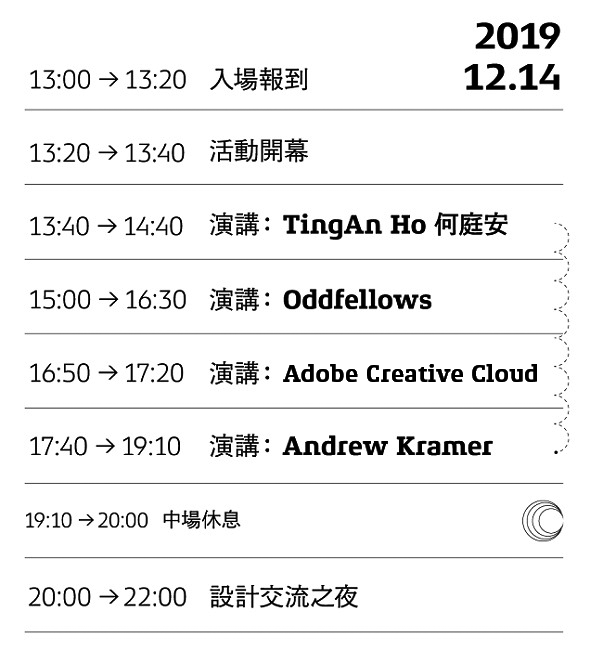 2019
12.14
13:00 → 13:20 入場報到
13:20 → 13:40 活動開幕
13:40 → 14:40 演講：TingAn Ho 何庭安
15:00 → 16:30 演講：Oddfellows
16:50 → 17:20 演講：Adobe Creative Cloud
17:40 → 19:10 演講：Andrew Kramer
19:10 → 20:00 中場休息
20:00 → 22:00 設計交流之夜